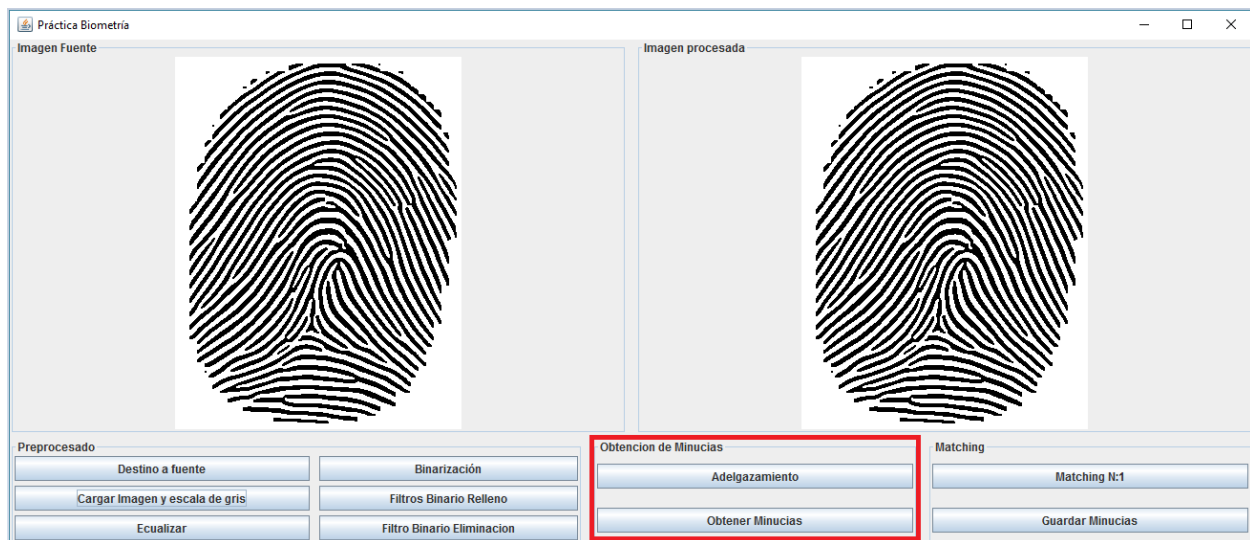 Práctica Biometría
Imagen Fuente
Imagen procesada
Preprocesado
Destino a fuente
Binarización
Cargar Imagen y escala de gris
Filtros Binario Relleno
Ecualizar
Filtro Binario Eliminacion
Obtencion de Minucias
Adelgazamiento
Obtener Minucias
Matching
Matching N:1
Guardar Minucias